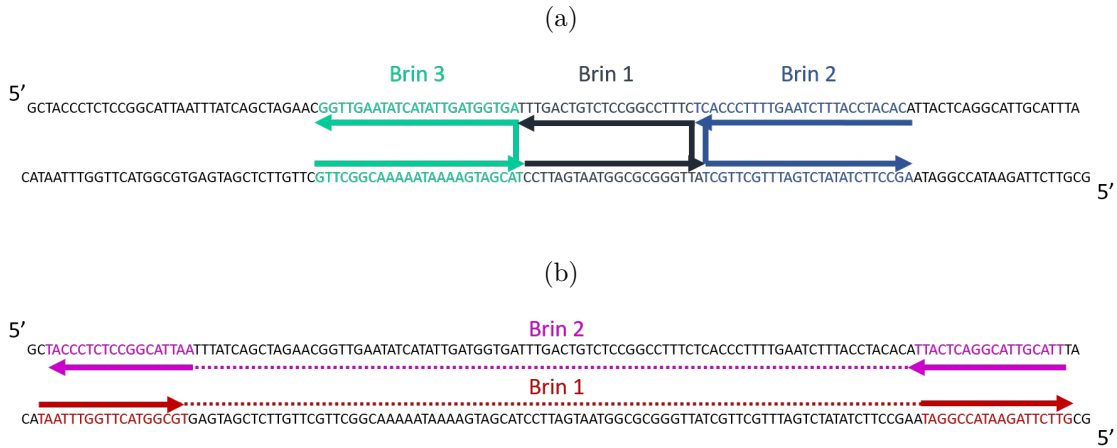 (a)
Brin 3 Brin 1 Brin 2
5’
GCTACCCTCTCCGGCATTAATTTATCAGCTAGAACGGTTGAATATCATATTGATGGTGATTTGACTGTCTCCGGCCTTTCTCACCCTTTTGAATCTTTACCTACACATTACTCAGGCATTGCATTTA
CATAATTTGGTTCATGGCGTGAGTAGCTCTTGTTCGTTCGGCAAAAATAAAAGTAGCATCCTTAGTAATGGCGCGGGTTATCGTTCGTTTAGTCTATATCTTCCGAATAGGCCATAAGATTCTTGCG
5’
(b)
5’
Brin 2
GCTACCCTCTCCGGCATTAATTTATCAGCTAGAACGGTTGAATATCATATTGATGGTGATTTGACTGTCTCCGGCCTTTCTCACCCTTTTGAATCTTTACCTACACATTACTCAGGCATTGCATTTA
Brin 1
CATAATTTGGTTCATGGCGTGAGTAGCTCTTGTTCGTTCGGCAAAAATAAAAGTAGCATCCTTAGTAATGGCGCGGGTTATCGTTCGTTTAGTCTATATCTTCCGAATAGGCCATAAGATTCTTGCG
5’